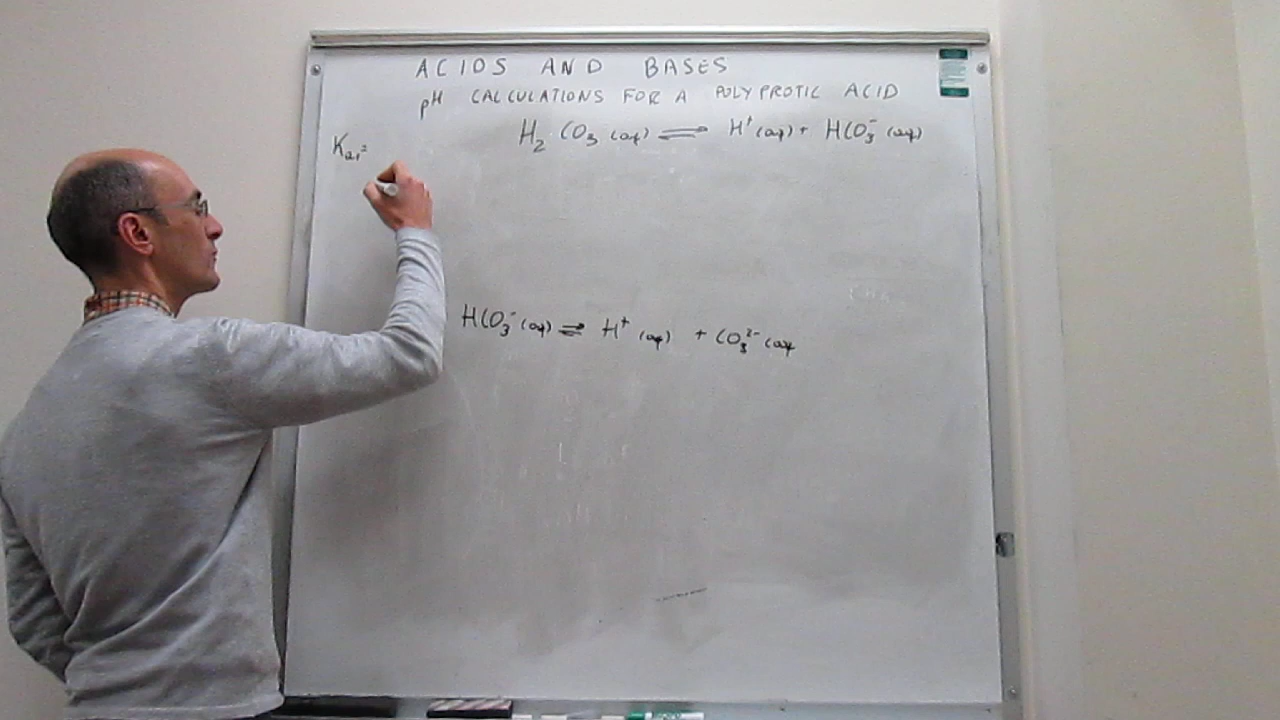 ACIDS AND BASES
pH CALCULATIONS FOR A POLYPROTIC ACID
H₂CO₃ (aq) ⇌ H⁺ (aq) + HCO₃⁻ (aq)
Ka₁ =
HCO₃⁻ (aq) ⇌ H⁺ (aq) + CO₃²⁻ (aq